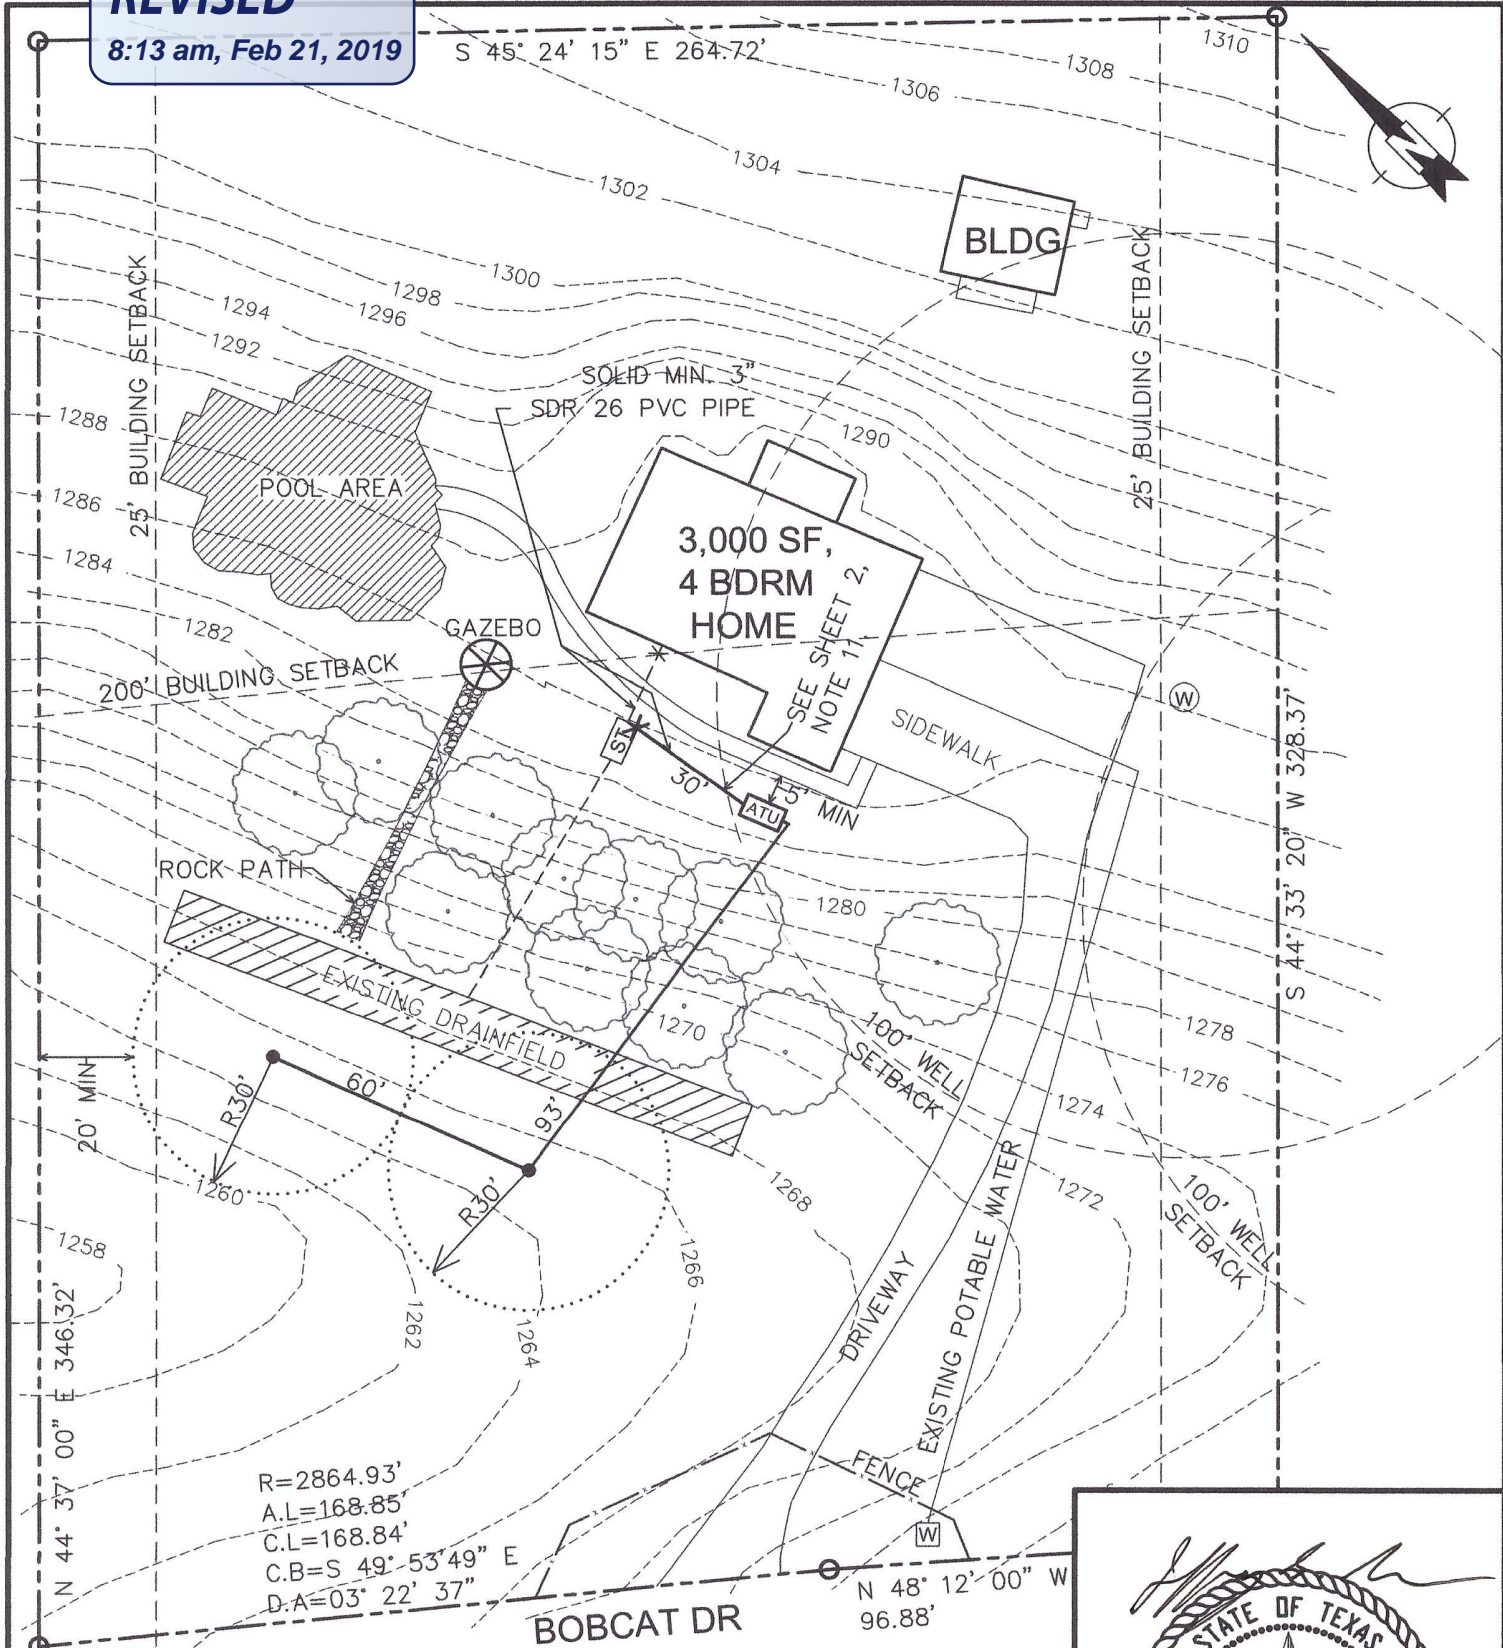 REVISED
8:13 am, Feb 21, 2019
S 45° 24' 15" E 264.72'
1310
1308
1306
1304
1302
BLDG
1300
1298
1296
1294
1292
25' BUILDING SETBACK
25' BUILDING SETBACK
SOLID MIN. 3"
SDR 26 PVC PIPE
1288
1290
POOL AREA
1286
3,000 SF,
4 BDRM
HOME
1284
SEE SHEET 2,
NOTE 11.
1282
GAZEBO
200' BUILDING SETBACK
W
SIDEWALK
ST
30'
ATU
5' MIN
S 44° 33' 20" W 328.37'
ROCK PATH
1280
EXISTING DRAINFIELD
1270
100' WELL
SETBACK
1278
1276
1274
20' MIN
R30'
60'
93'
1260
R30'
1268
1272
100' WELL
SETBACK
1258
1266
1262
1264
DRIVEWAY
EXISTING POTABLE WATER
N 44° 37' 00" E 346.32'
FENCE
W
R=2864.93'
A.L=168.85'
C.L=168.84'
C.B=S 49° 53'49" E
D.A=03° 22' 37"
BOBCAT DR
N 48° 12' 00" W
96.88'
STATE OF TEXAS